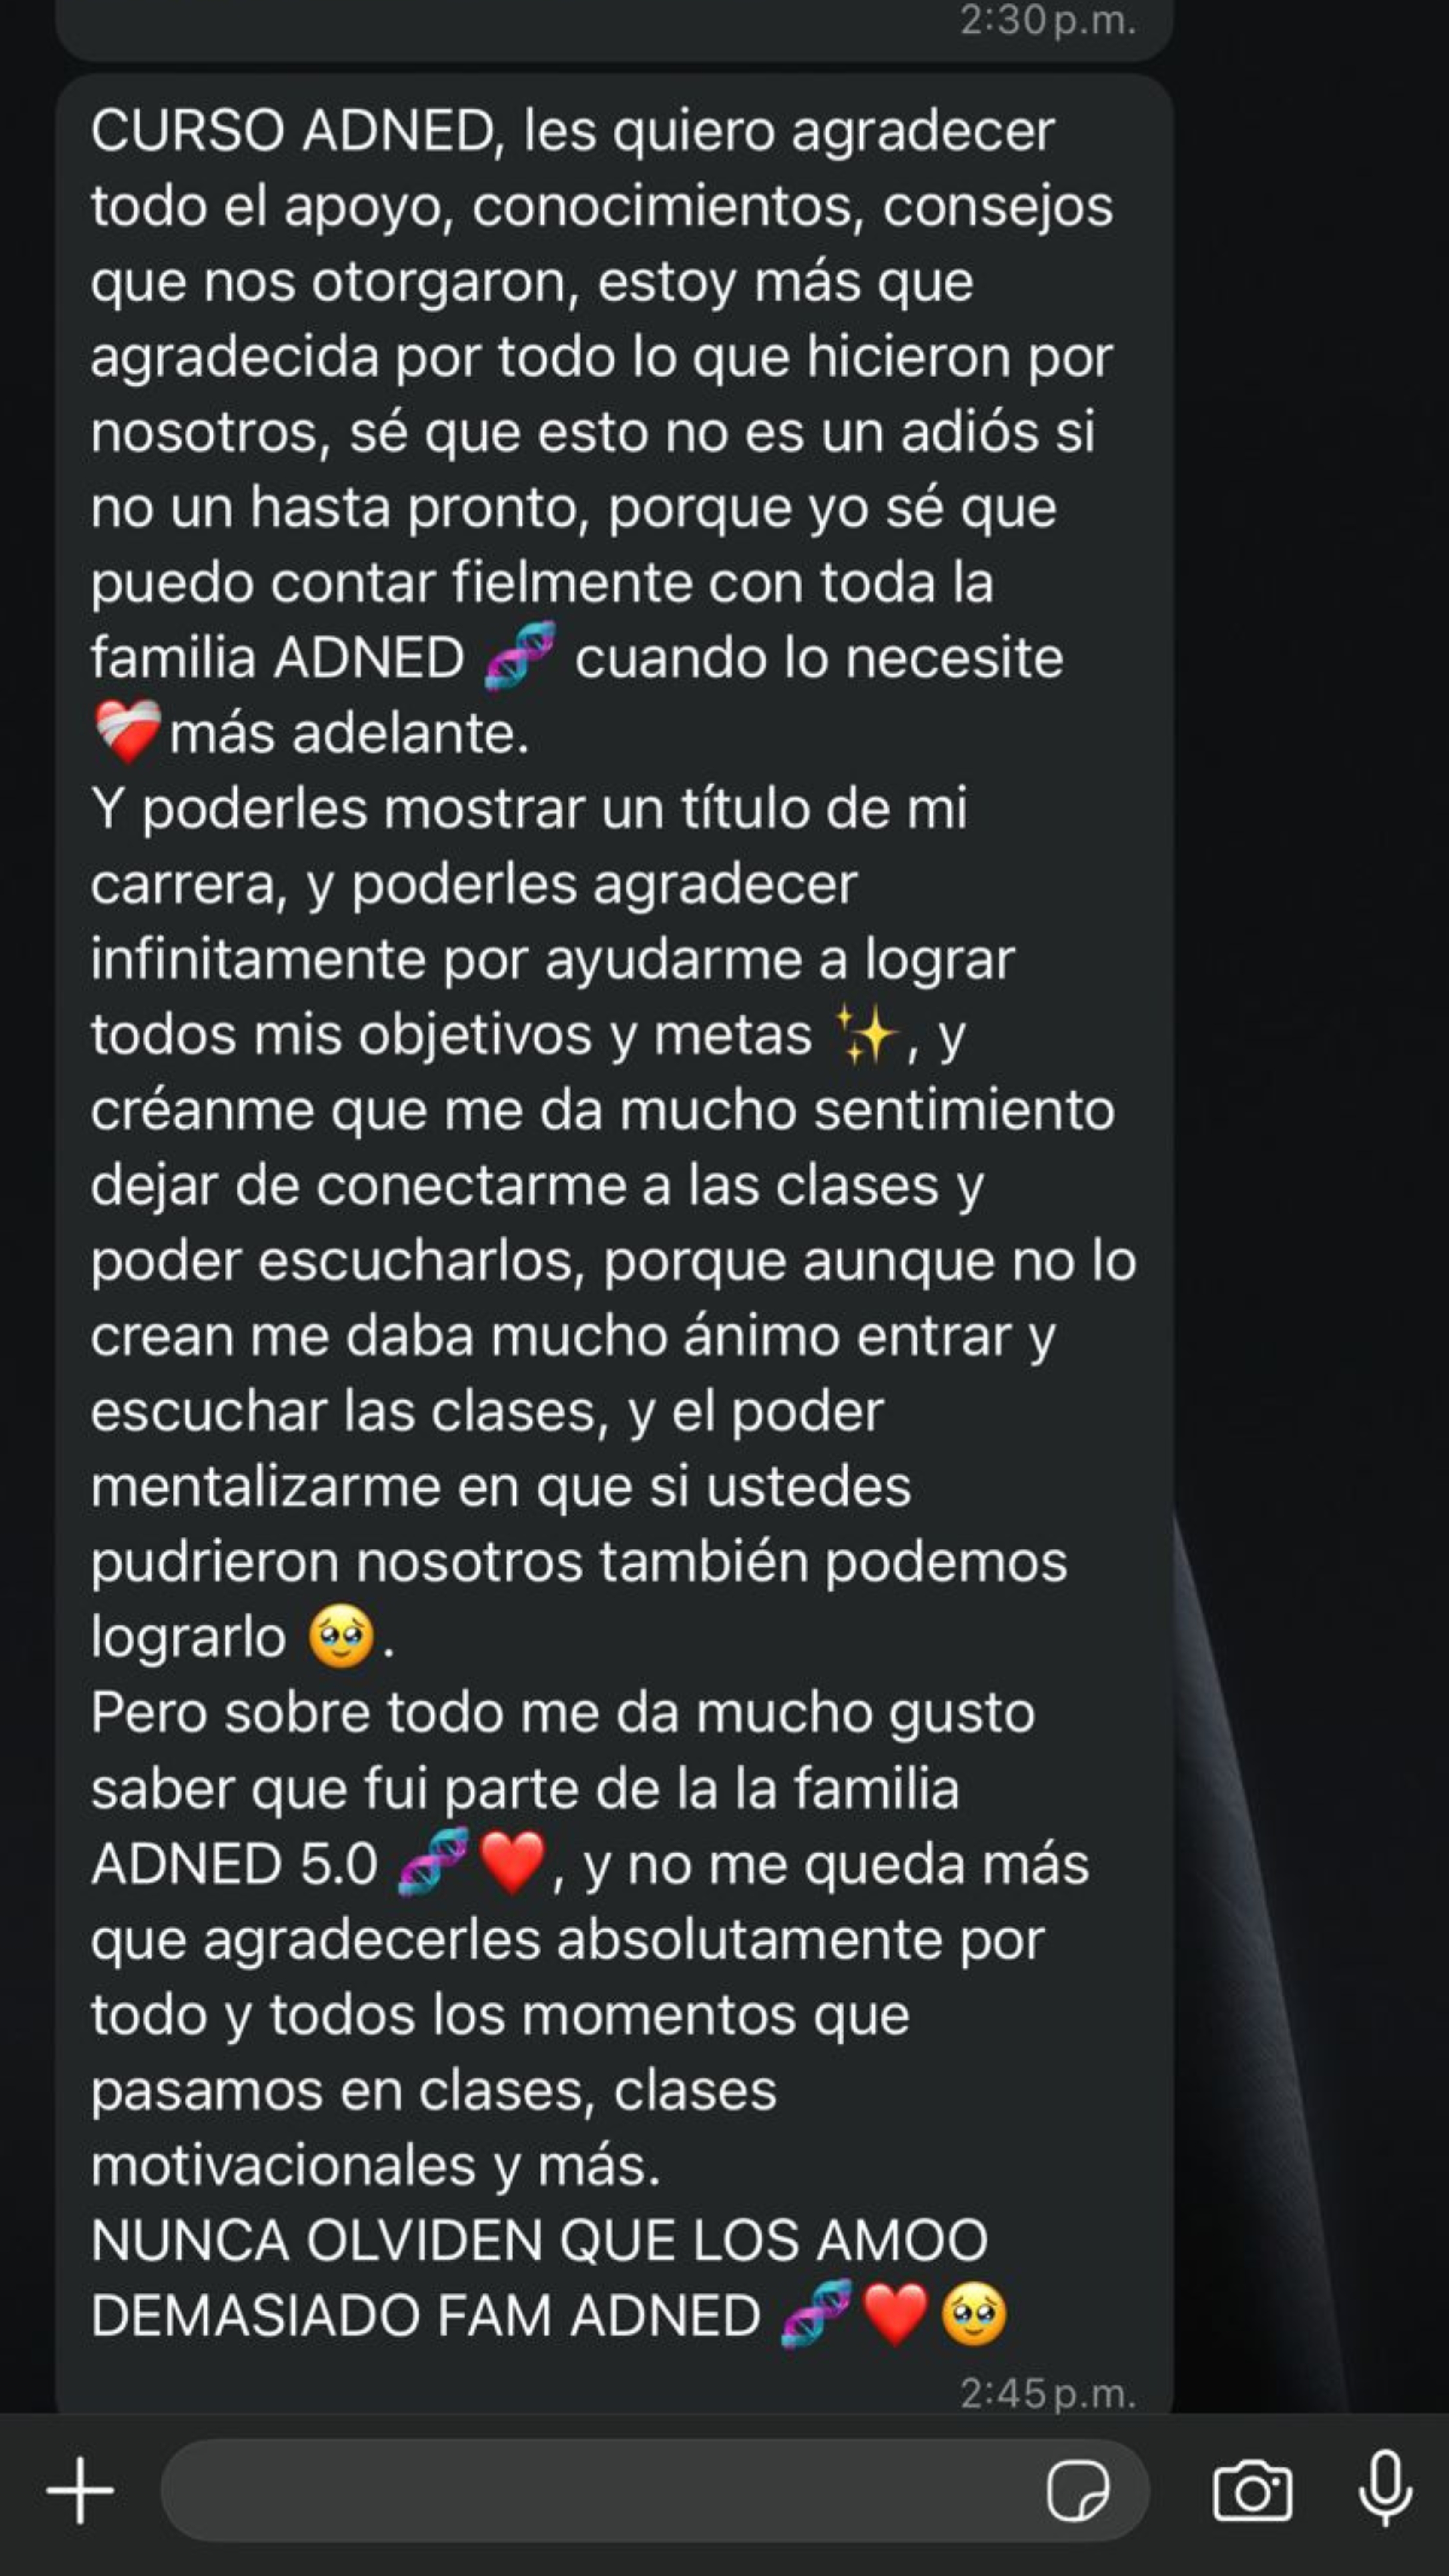 2:30 p.m.
CURSO ADNED, les quiero agradecer
todo el apoyo, conocimientos, consejos
que nos otorgaron, estoy más que
agradecida por todo lo que hicieron por
nosotros, sé que esto no es un adiós si
no un hasta pronto, porque yo sé que
puedo contar fielmente con toda la
familia ADNED 🧬 cuando lo necesite
❤️‍🩹más adelante.
Y poderles mostrar un título de mi
carrera, y poderles agradecer
infinitamente por ayudarme a lograr
todos mis objetivos y metas ✨, y
créanme que me da mucho sentimiento
dejar de conectarme a las clases y
poder escucharlos, porque aunque no lo
crean me daba mucho ánimo entrar y
escuchar las clases, y el poder
mentalizarme en que si ustedes
pudrieron nosotros también podemos
lograrlo 🥹.
Pero sobre todo me da mucho gusto
saber que fui parte de la la familia
ADNED 5.0 🧬❤️, y no me queda más
que agradecerles absolutamente por
todo y todos los momentos que
pasamos en clases, clases
motivacionales y más.
NUNCA OLVIDEN QUE LOS AMOO
DEMASIADO FAM ADNED 🧬❤️🥹
2:45 p.m.